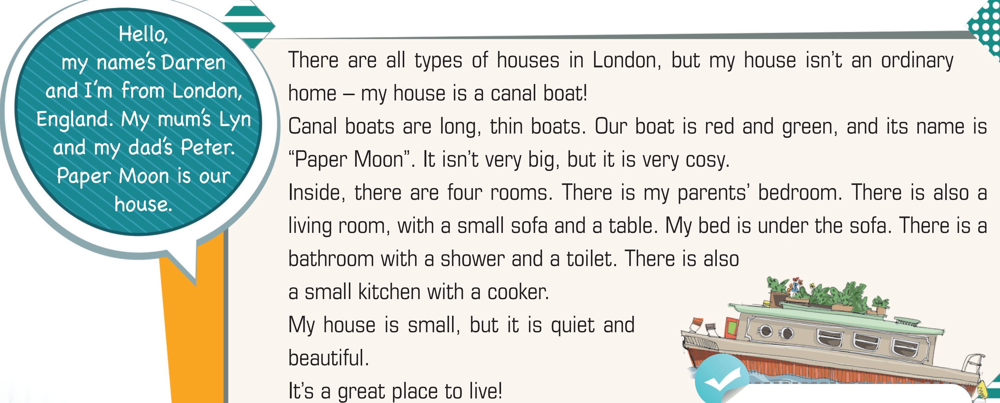 Hello,
my name's Darren
and I'm from London,
England. My mum's Lyn
and my dad's Peter.
Paper Moon is our
house.
There are all types of houses in London, but my house isn't an ordinary
home – my house is a canal boat!
Canal boats are long, thin boats. Our boat is red and green, and its name is
“Paper Moon”. It isn't very big, but it is very cosy.
Inside, there are four rooms. There is my parents' bedroom. There is also a
living room, with a small sofa and a table. My bed is under the sofa. There is a
bathroom with a shower and a toilet. There is also
a small kitchen with a cooker.
My house is small, but it is quiet and
beautiful.
It's a great place to live!